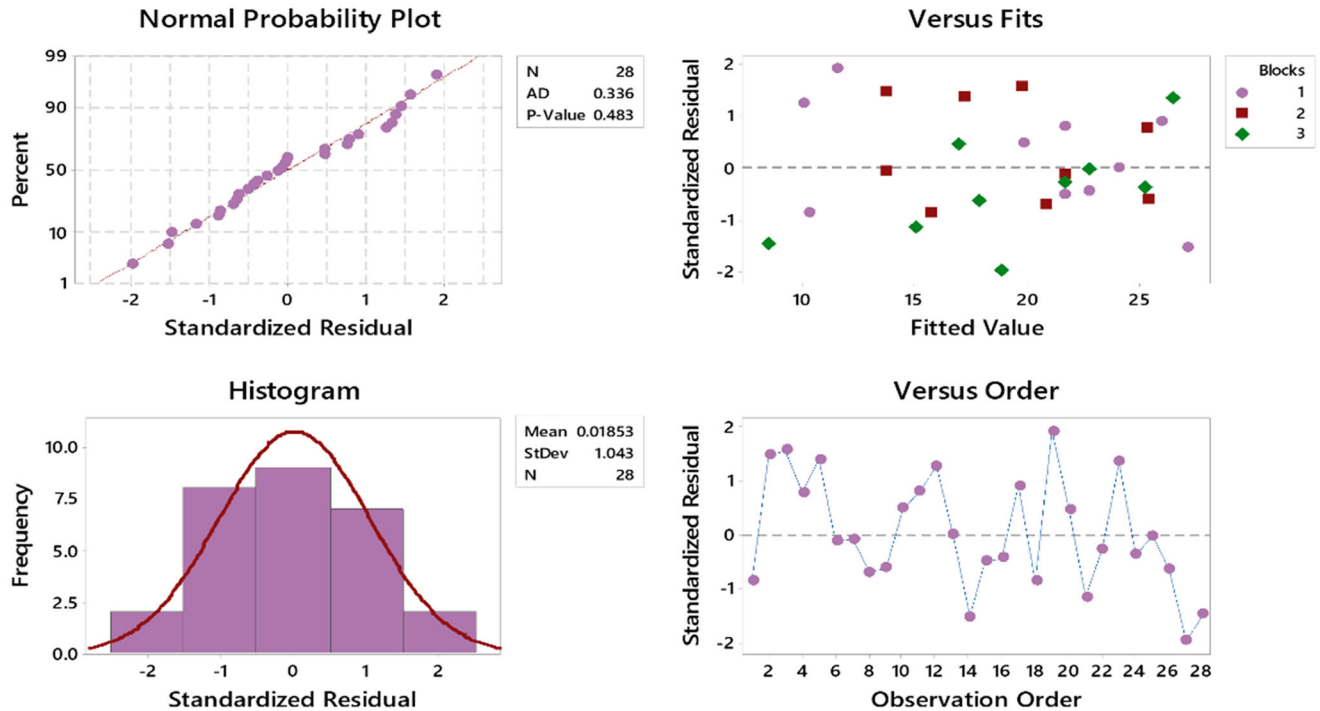 Normal Probability Plot
Percent
99
90
50
10
1
-2 -1 0 1 2
Standardized Residual
N 28
AD 0.336
P-Value 0.483
Versus Fits
Standardized Residual
2
1
0
-1
-2
10 15 20 25
Fitted Value
Blocks
1
2
3
Histogram
Frequency
10.0
7.5
5.0
2.5
0.0
-2 -1 0 1 2
Standardized Residual
Mean 0.01853
StDev 1.043
N 28
Versus Order
Standardized Residual
2
1
0
-1
-2
2 4 6 8 10 12 14 16 18 20 22 24 26 28
Observation Order